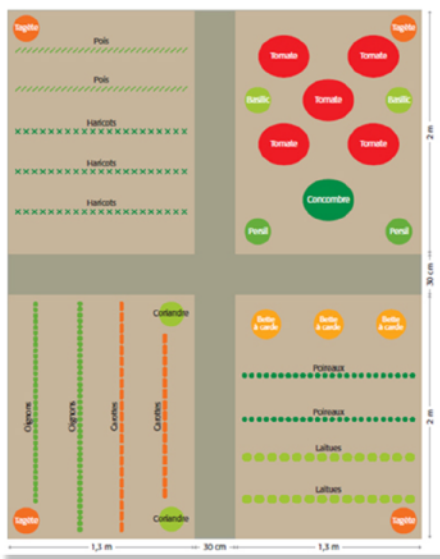 Tagète
Pois
Pois
Haricots
Haricots
Haricots
Tagète
Tomate
Tomate
Basilic
Tomate
Basilic
Tomate
Tomate
Concombre
Persil
Persil
2 m
30 cm
Oignons
Oignons
Carottes
Carottes
Coriandre
Coriandre
Tagète
Bette
à carde
Bette
à carde
Bette
à carde
Poireaux
Poireaux
Laitues
Laitues
Tagète
2 m
1,3 m
30 cm
1,3 m